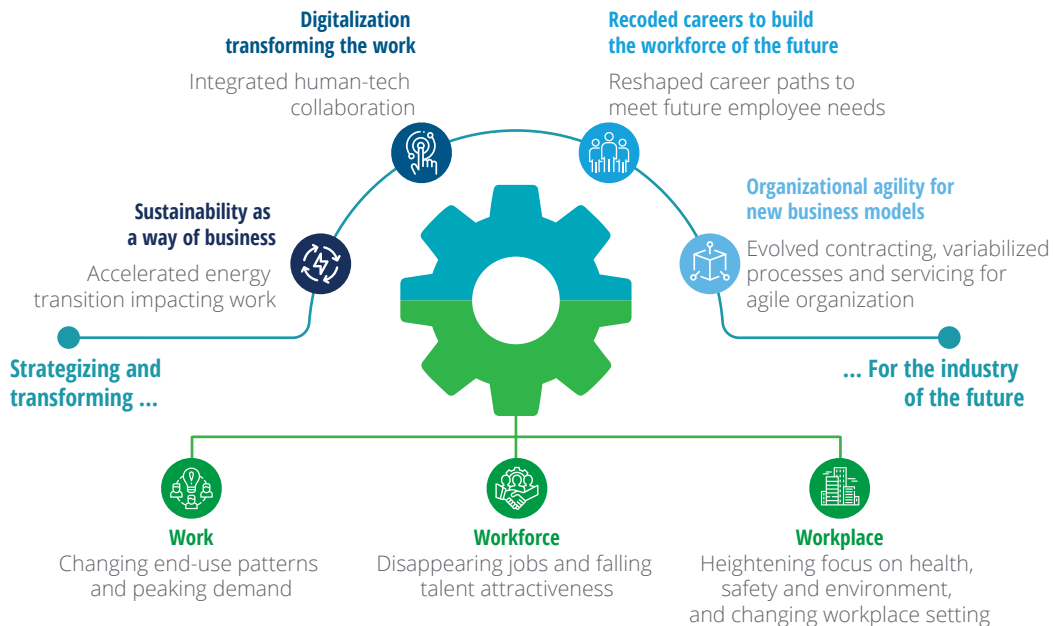 Digitalization
transforming the work
Integrated human-tech
collaboration
Recoded careers to build
the workforce of the future
Reshaped career paths to
meet future employee needs
Sustainability as
a way of business
Accelerated energy
transition impacting work
Organizational agility for
new business models
Evolved contracting, variabilized
processes and servicing for
agile organization
Strategizing and
transforming ...
... For the industry
of the future
Work
Changing end-use patterns
and peaking demand
Workforce
Disappearing jobs and falling
talent attractiveness
Workplace
Heightening focus on health,
safety and environment,
and changing workplace setting